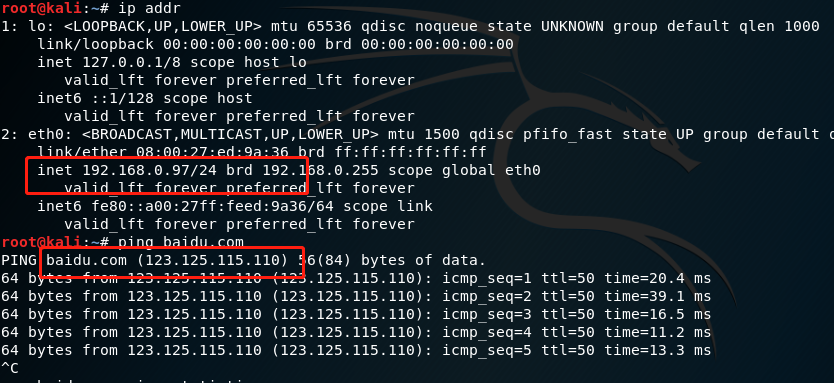 root@kali:~# ip addr
1: lo: <LOOPBACK,UP,LOWER_UP> mtu 65536 qdisc noqueue state UNKNOWN group default qlen 1000
    link/loopback 00:00:00:00:00:00 brd 00:00:00:00:00:00
    inet 127.0.0.1/8 scope host lo
       valid_lft forever preferred_lft forever
    inet6 ::1/128 scope host
       valid_lft forever preferred_lft forever
2: eth0: <BROADCAST,MULTICAST,UP,LOWER_UP> mtu 1500 qdisc pfifo_fast state UP group default
    link/ether 08:00:27:ed:9a:36 brd ff:ff:ff:ff:ff:ff
    inet 192.168.0.97/24 brd 192.168.0.255 scope global eth0
       valid_lft forever preferred_lft forever
    inet6 fe80::a00:27ff:feed:9a36/64 scope link
       valid_lft forever preferred_lft forever
root@kali:~# ping baidu.com
PING baidu.com (123.125.115.110) 56(84) bytes of data.
64 bytes from 123.125.115.110 (123.125.115.110): icmp_seq=1 ttl=50 time=20.4 ms
64 bytes from 123.125.115.110 (123.125.115.110): icmp_seq=2 ttl=50 time=39.1 ms
64 bytes from 123.125.115.110 (123.125.115.110): icmp_seq=3 ttl=50 time=16.5 ms
64 bytes from 123.125.115.110 (123.125.115.110): icmp_seq=4 ttl=50 time=11.2 ms
64 bytes from 123.125.115.110 (123.125.115.110): icmp_seq=5 ttl=50 time=13.3 ms
^C